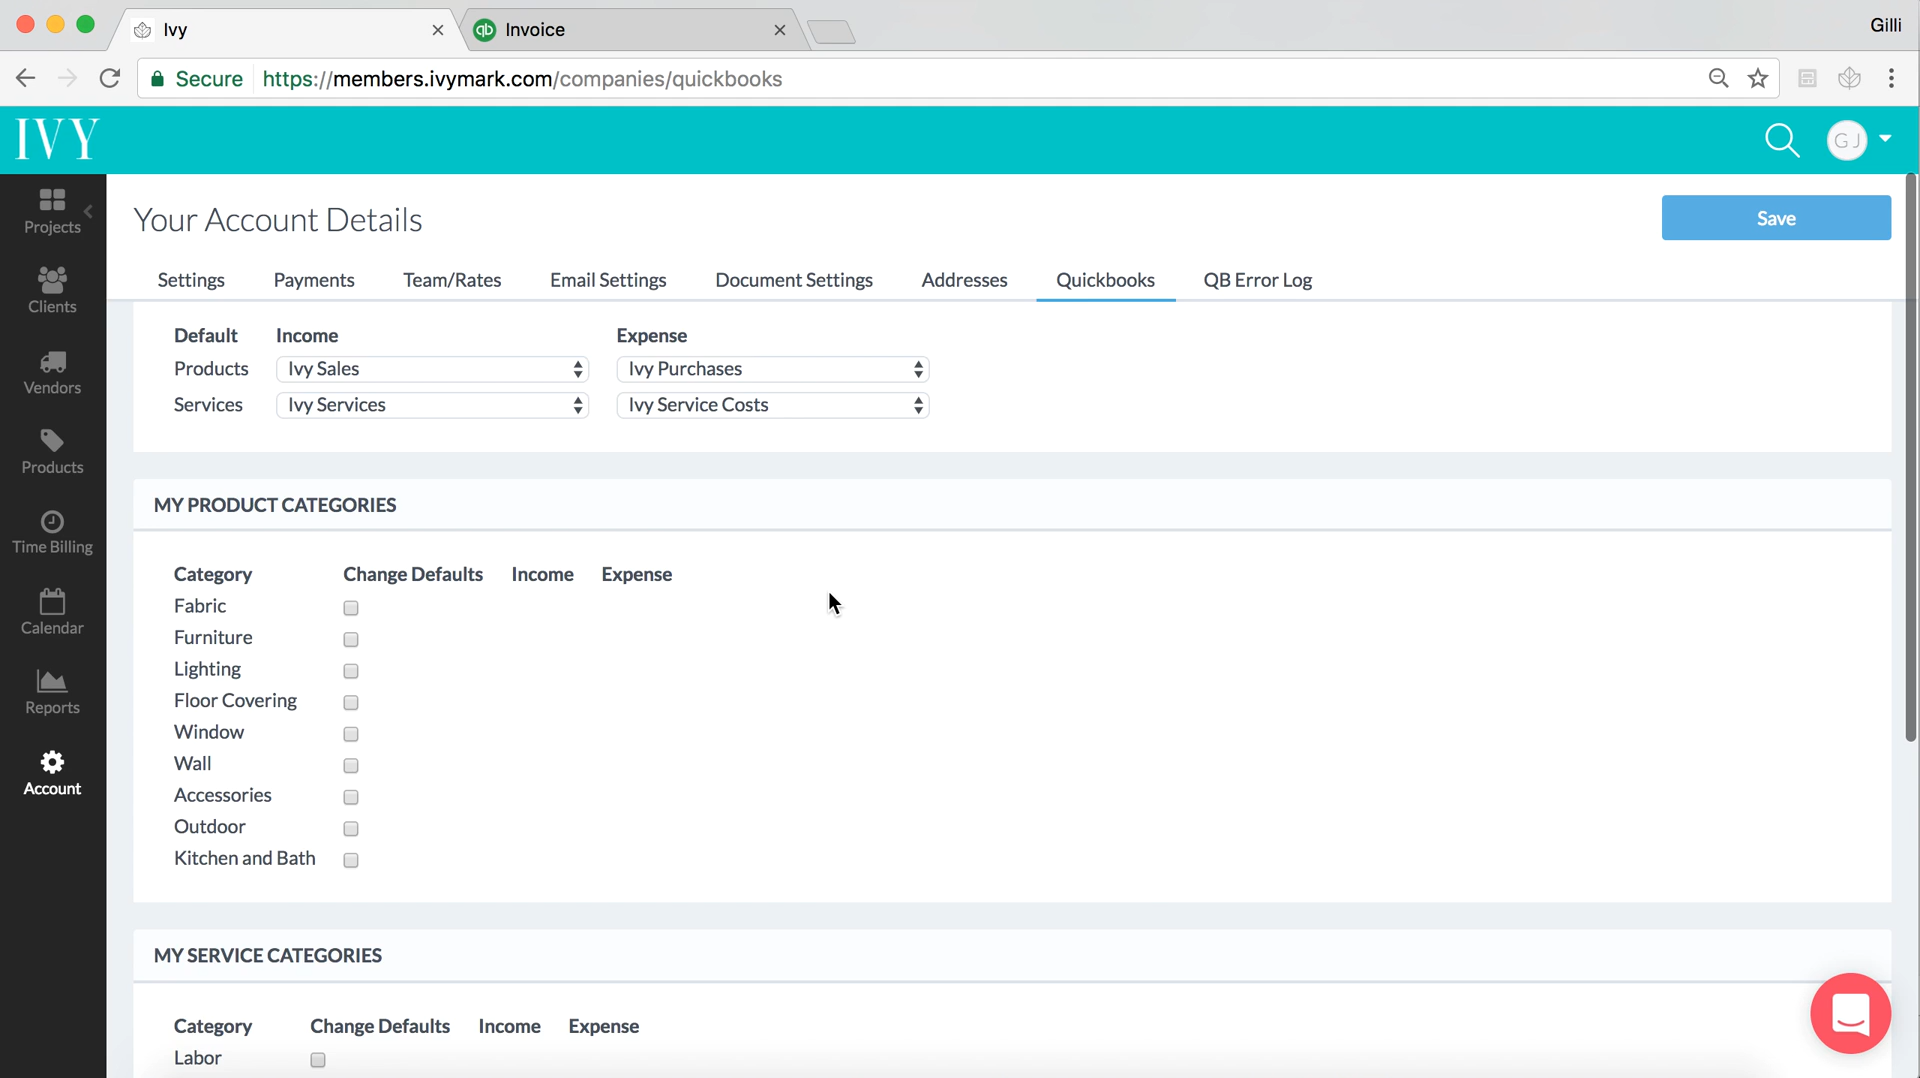 Ivy
Invoice
Gilli
Secure https://members.ivymark.com/companies/quickbooks
IVY
GJ
Projects
Clients
Vendors
Products
Time Billing
Calendar
Reports
Account
Your Account Details
Save
Settings Payments Team/Rates Email Settings Document Settings Addresses Quickbooks QB Error Log
Default Income Expense
Products Ivy Sales Ivy Purchases
Services Ivy Services Ivy Service Costs
MY PRODUCT CATEGORIES
Category Change Defaults Income Expense
Fabric
Furniture
Lighting
Floor Covering
Window
Wall
Accessories
Outdoor
Kitchen and Bath
MY SERVICE CATEGORIES
Category Change Defaults Income Expense
Labor